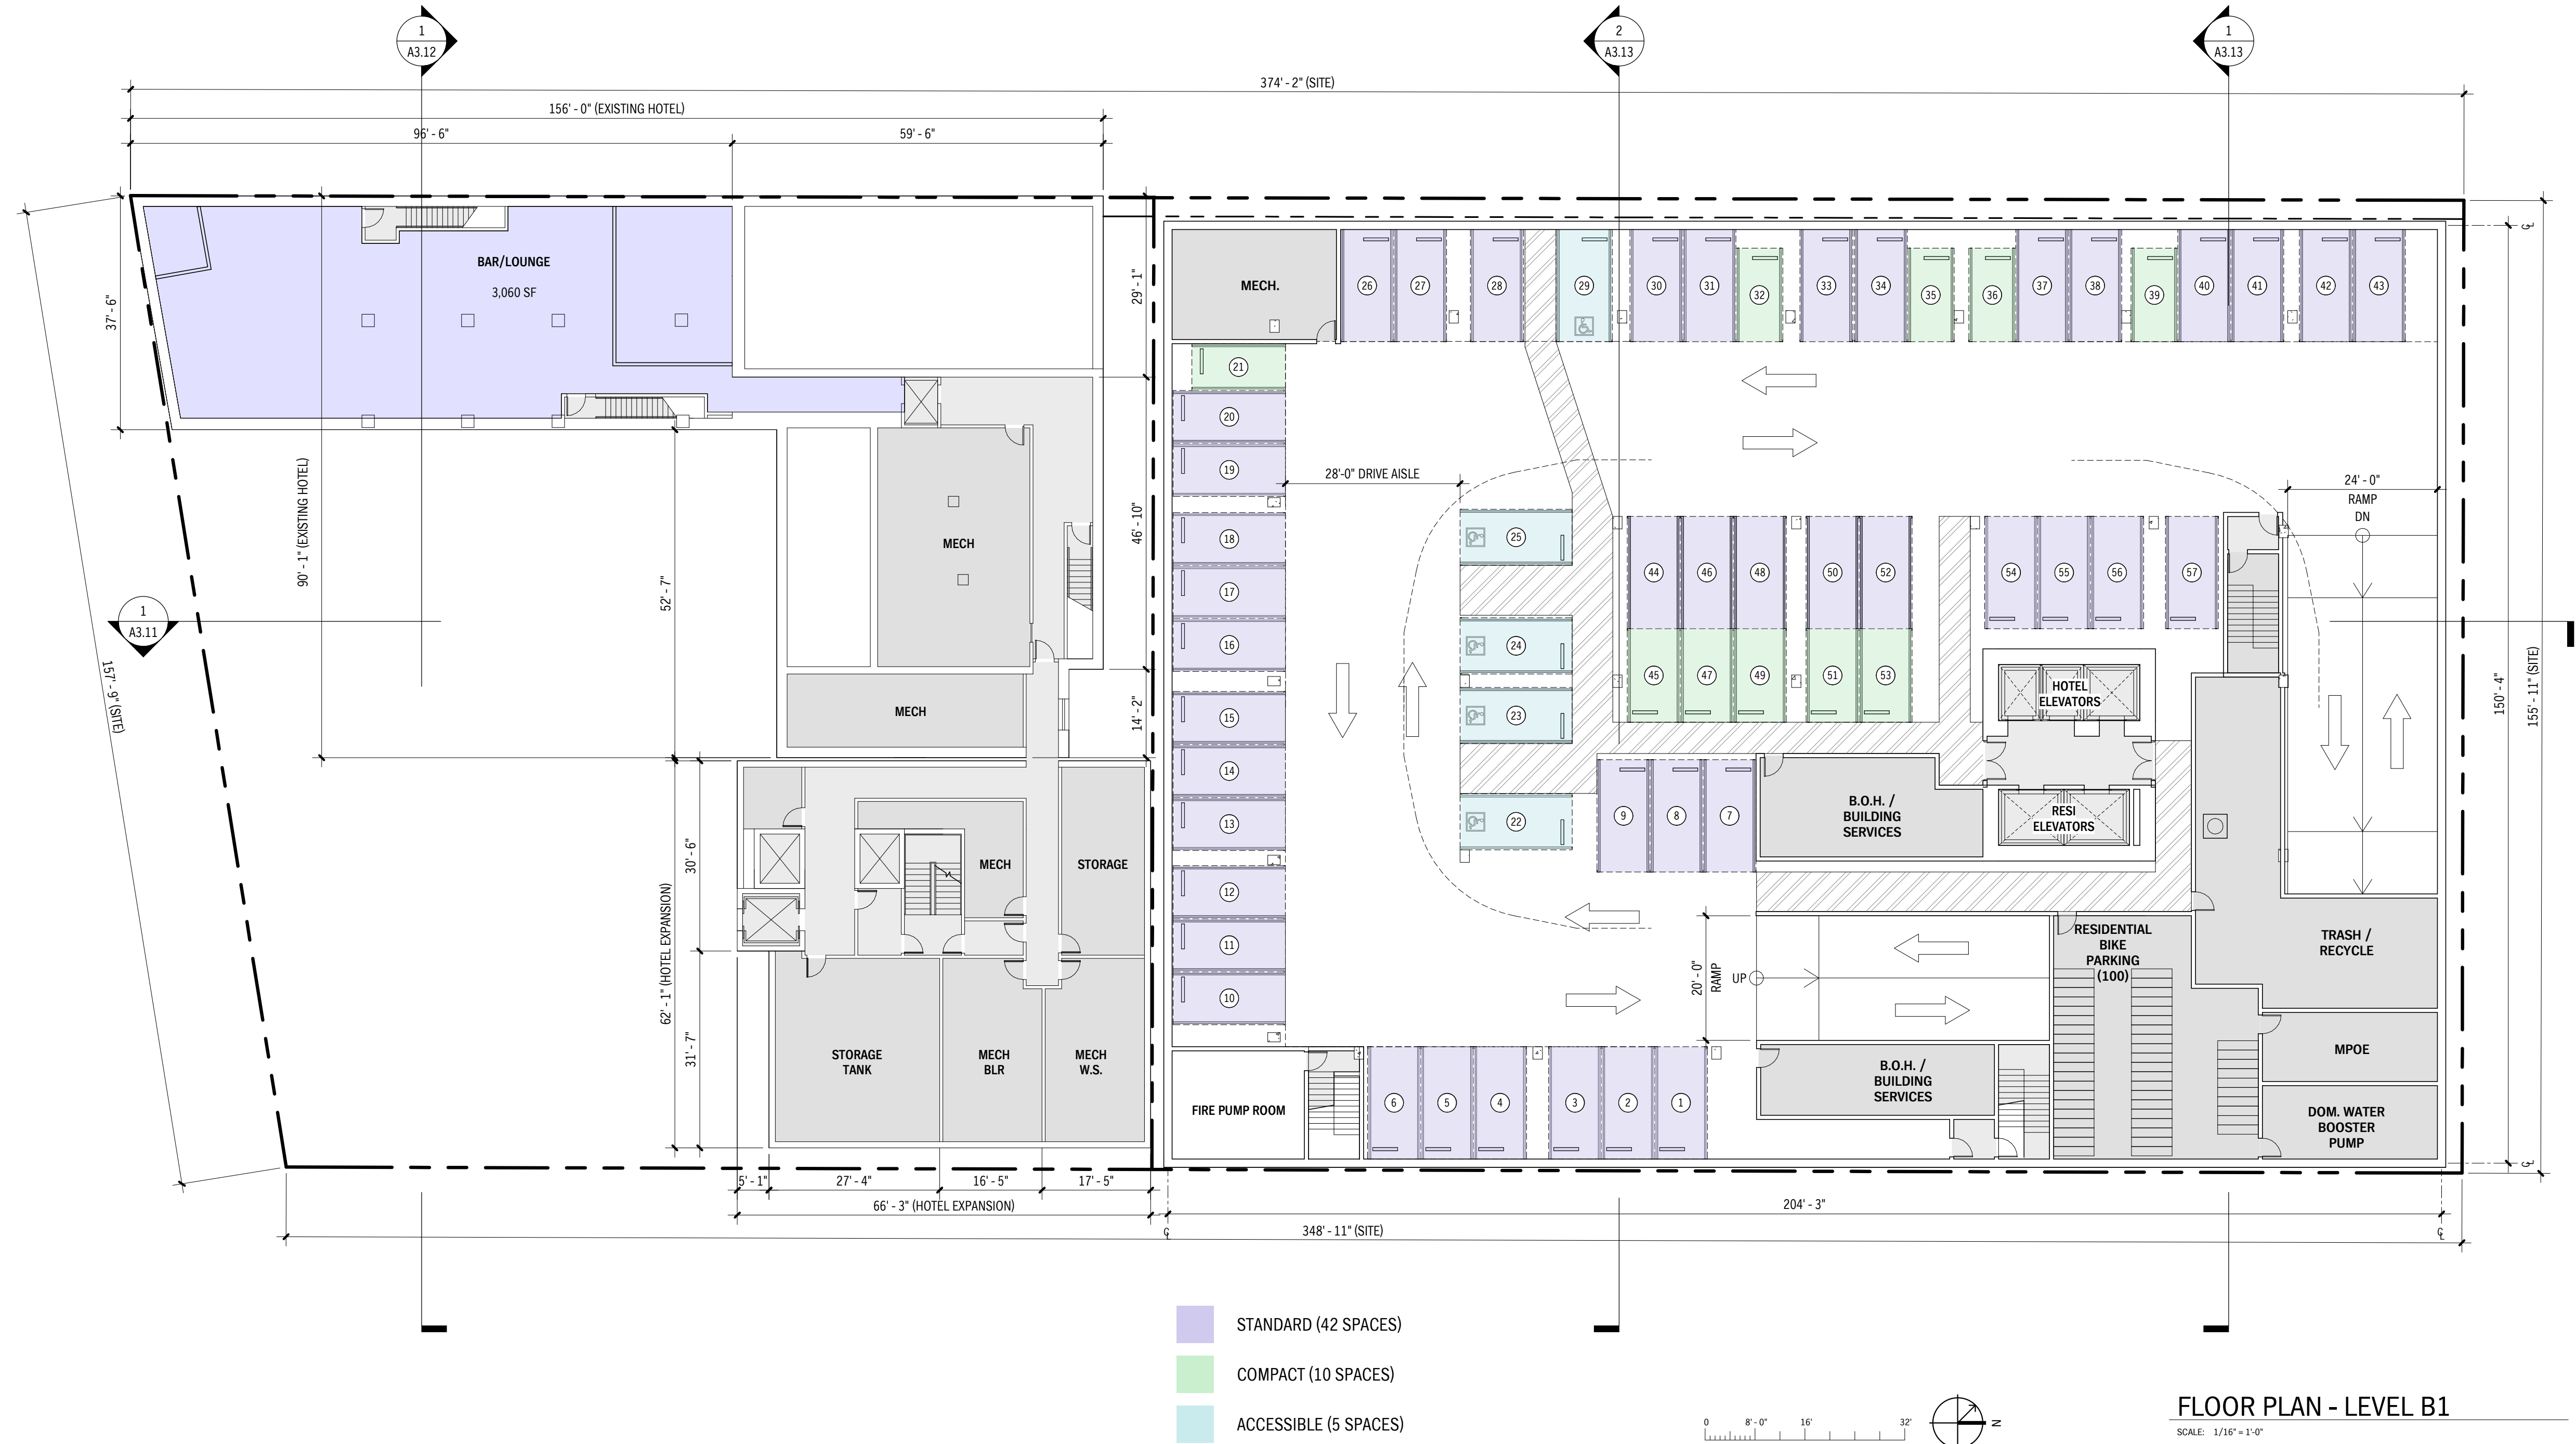 1
A3.12
2
A3.13
1
A3.13
374' - 2" (SITE)
156' - 0" (EXISTING HOTEL)
96' - 6"
59' - 6"
37' - 6"
157' - 9" (SITE)
90' - 1" (EXISTING HOTEL)
52' - 7"
29' - 1"
46' - 10"
14' - 2"
BAR/LOUNGE
3,060 SF
MECH
MECH
1
A3.11
62' - 1" (HOTEL EXPANSION)
30' - 6"
31' - 7"
MECH
STORAGE
STORAGE
TANK
MECH
BLR
MECH
W.S.
5' - 1"
27' - 4"
16' - 5"
17' - 5"
66' - 3" (HOTEL EXPANSION)
348' - 11" (SITE)
204' - 3"
MECH.
26
27
28
29
30
31
32
33
34
35
36
37
38
39
40
41
42
43
21
20
19
18
17
16
15
14
13
12
11
10
28'-0" DRIVE AISLE
25
24
23
22
44
46
48
50
52
45
47
49
51
53
54
55
56
57
24' - 0"
RAMP
DN
150' - 4"
155' - 11" (SITE)
HOTEL
ELEVATORS
RESI
ELEVATORS
9
8
7
B.O.H. /
BUILDING
SERVICES
20' - 0"
RAMP
UP
RESIDENTIAL
BIKE
PARKING
(100)
TRASH /
RECYCLE
MPOE
DOM. WATER
BOOSTER
PUMP
B.O.H. /
BUILDING
SERVICES
FIRE PUMP ROOM
6
5
4
3
2
1
STANDARD (42 SPACES)
COMPACT (10 SPACES)
ACCESSIBLE (5 SPACES)
0
8' - 0"
16'
32'
N
FLOOR PLAN - LEVEL B1
SCALE: 1/16" = 1'-0"